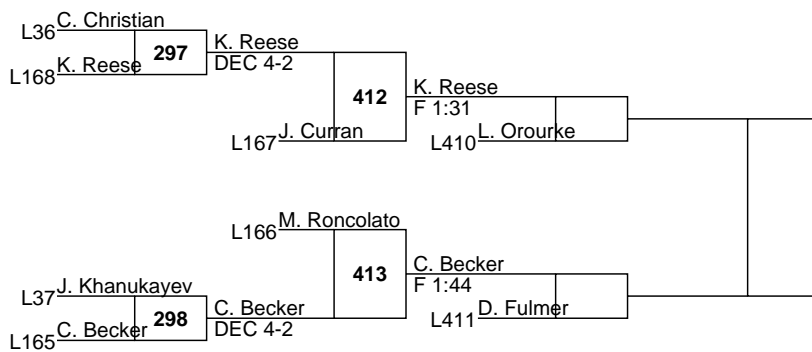 C. Christian
L36
297
K. Reese
K. Reese
L168
DEC 4-2
412
K. Reese
F 1:31
J. Curran
L167
L. Orourke
L410
M. Roncolato
L166
413
C. Becker
F 1:44
J. Khanukayev
L37
298
C. Becker
D. Fulmer
L411
C. Becker
L165
DEC 4-2